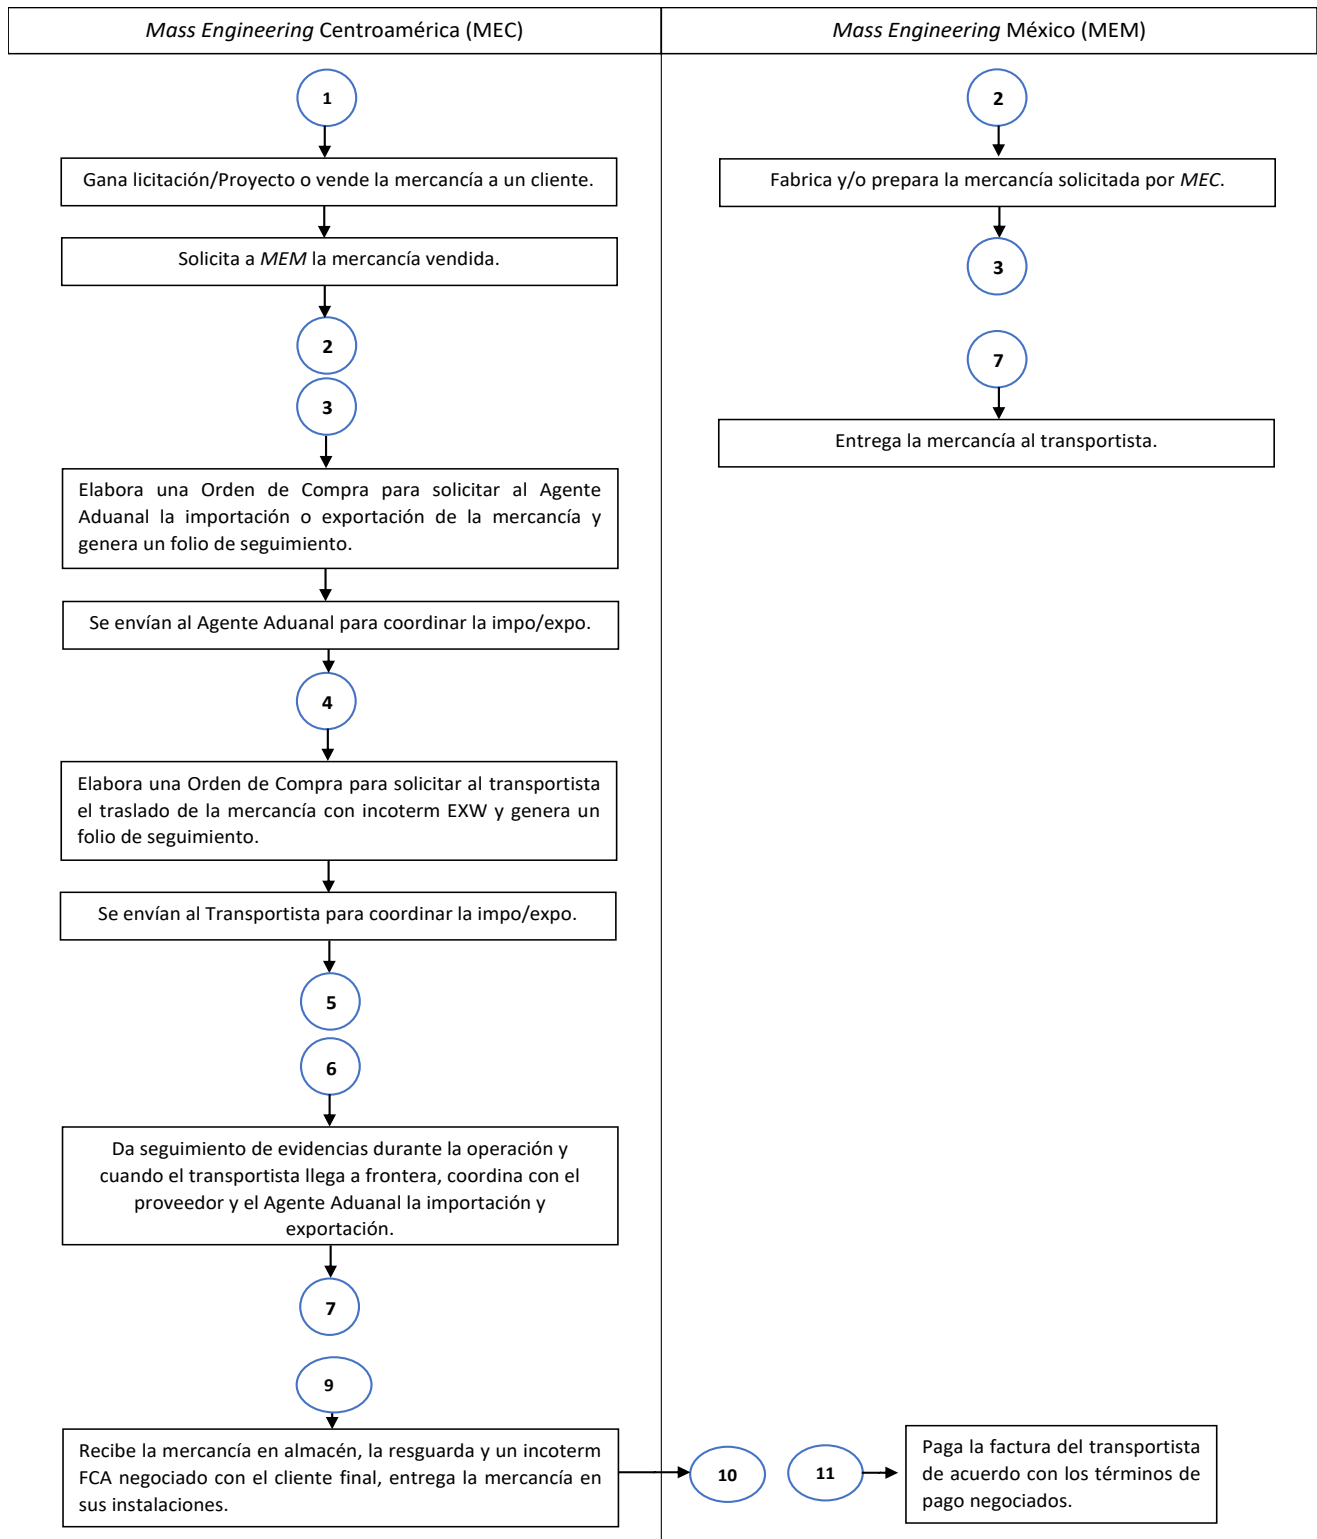 Mass Engineering Centroamérica (MEC)
Mass Engineering México (MEM)
1
Gana licitación/Proyecto o vende la mercancía a un cliente.
Solicita a MEM la mercancía vendida.
2
3
Elabora una Orden de Compra para solicitar al Agente
Aduanal la importación o exportación de la mercancía y
genera un folio de seguimiento.
Se envían al Agente Aduanal para coordinar la impo/expo.
4
Elabora una Orden de Compra para solicitar al transportista
el traslado de la mercancía con incoterm EXW y genera un
folio de seguimiento.
Se envían al Transportista para coordinar la impo/expo.
5
6
Da seguimiento de evidencias durante la operación y
cuando el transportista llega a frontera, coordina con el
proveedor y el Agente Aduanal la importación y
exportación.
7
9
Recibe la mercancía en almacén, la resguarda y un incoterm
FCA negociado con el cliente final, entrega la mercancía en
sus instalaciones.
2
Fabrica y/o prepara la mercancía solicitada por MEC.
3
7
Entrega la mercancía al transportista.
10
11
Paga la factura del transportista
de acuerdo con los términos de
pago negociados.